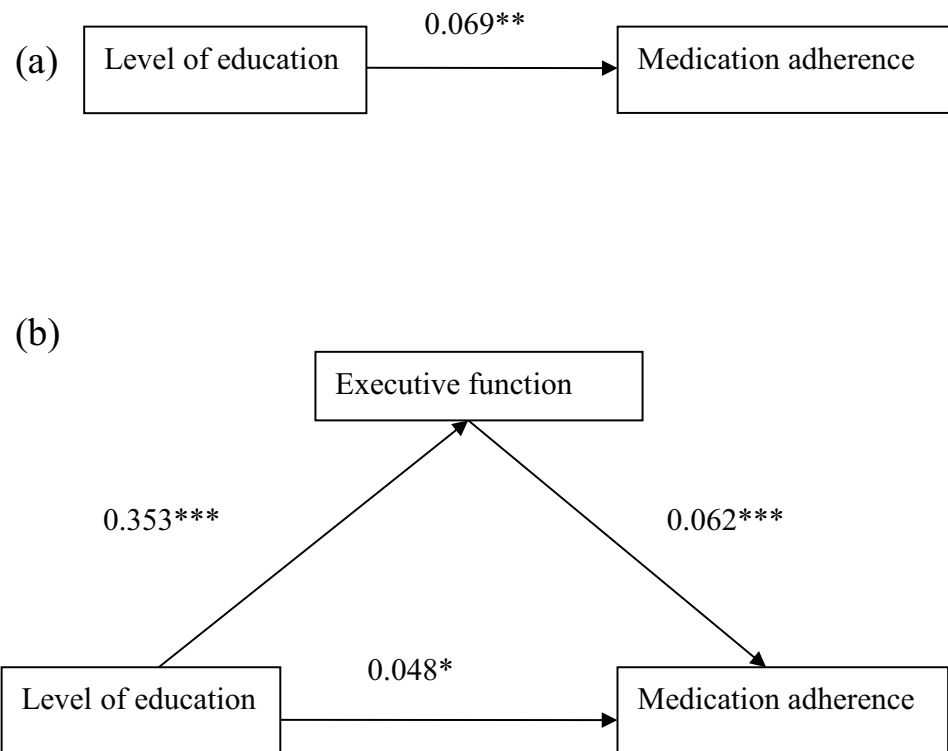 0.069**
(a)
Level of education
Medication adherence
(b)
Executive function
0.353***
0.062***
0.048*
Level of education
Medication adherence